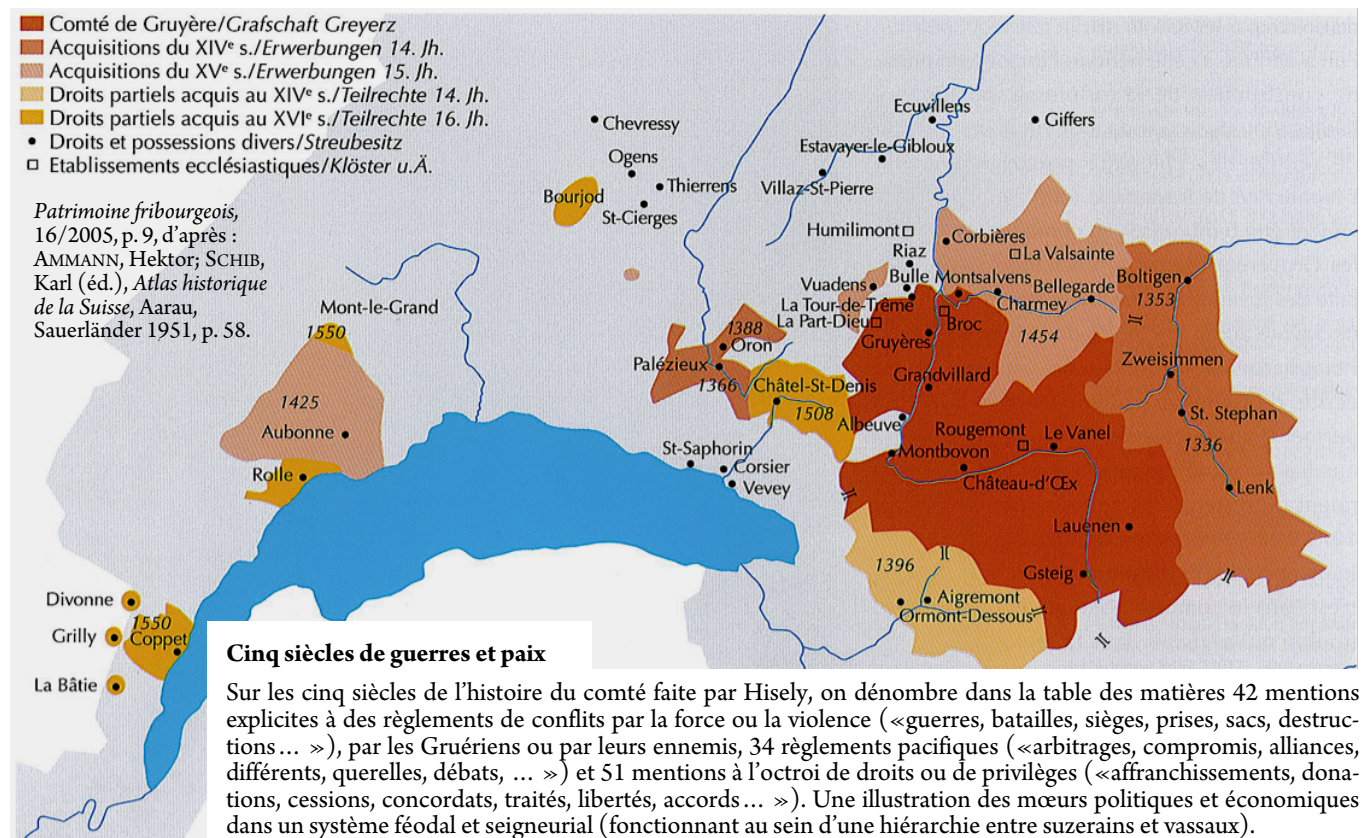 Comté de Gruyère/Grafschaft Greyerz
Acquisitions du XIVe s./Erwerbungen 14. Jh.
Acquisitions du XVe s./Erwerbungen 15. Jh.
Droits partiels acquis au XIVe s./Teilrechte 14. Jh.
Droits partiels acquis au XVIe s./Teilrechte 16. Jh.
Droits et possessions divers/Streubesitz
Etablissements ecclésiastiques/Klöster u.Ä.
Patrimoine fribourgeois,
16/2005, p. 9, d'après :
AMMANN, Hektor; SCHIB,
Karl (éd.), Atlas historique
de la Suisse, Aarau,
Sauerländer 1951, p. 58.
Chevressy
Ecuvillens
Giffers
Ogens
Estavayer-le-Gibloux
Thierrens
Villaz-St-Pierre
Bourjod
St-Cierges
Humilimont
Corbières
Riaz
La Valsainte
Vuadens
Bulle
Montsalvens
Bellegarde
Boltigen
1353
La Tour-de-Trême
Charmey
La Part-Dieu
Broc
1454
Gruyères
Mont-le-Grand
1550
1388
Oron
Palézieux
1366
Châtel-St-Denis
1508
Grandvillard
Zweisimmen
Albeuve
Rougemont
Le Vanel
St. Stephan
1336
1425
Aubonne
St-Saphorin
Corsier
Vevey
Montbovon
Château-d'Œx
Lenk
Rolle
Lauenen
1396
Gsteig
Aigremont
Ormont-Dessous
Divonne
1550
Grilly
Coppet
La Bâtie
Cinq siècles de guerres et paix
Sur les cinq siècles de l'histoire du comté faite par Hisely, on dénombre dans la table des matières 42 mentions
explicites à des règlements de conflits par la force ou la violence («guerres, batailles, sièges, prises, sacs, destruc-
tions… »), par les Gruériens ou par leurs ennemis, 34 règlements pacifiques («arbitrages, compromis, alliances,
différents, querelles, débats, … ») et 51 mentions à l'octroi de droits ou de privilèges («affranchissements, dona-
tions, cessions, concordats, traités, libertés, accords… »). Une illustration des mœurs politiques et économiques
dans un système féodal et seigneurial (fonctionnant au sein d'une hiérarchie entre suzerains et vassaux).